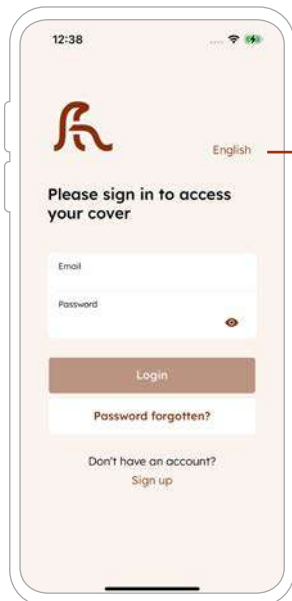 12:38
English
Please sign in to access
your cover
Email
Password
Login
Password forgotten?
Don't have an account?
Sign up